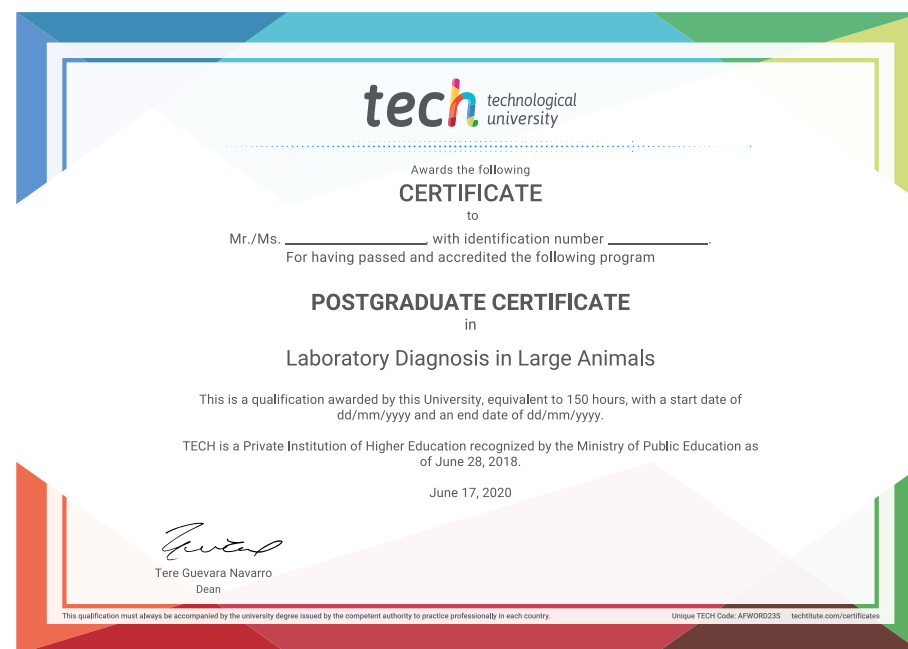 tech technological
university
Awards the following
CERTIFICATE
to
Mr./Ms. ____________________, with identification number ______________.
For having passed and accredited the following program
POSTGRADUATE CERTIFICATE
in
Laboratory Diagnosis in Large Animals
This is a qualification awarded by this University, equivalent to 150 hours, with a start date of
dd/mm/yyyy and an end date of dd/mm/yyyy.
TECH is a Private Institution of Higher Education recognized by the Ministry of Public Education as
of June 28, 2018.
June 17, 2020
Tere Guevara Navarro
Dean
This qualification must always be accompanied by the university degree issued by the competent authority to practice professionally in each country.
Unique TECH Code: AFWORD23S techtitute.com/certificates